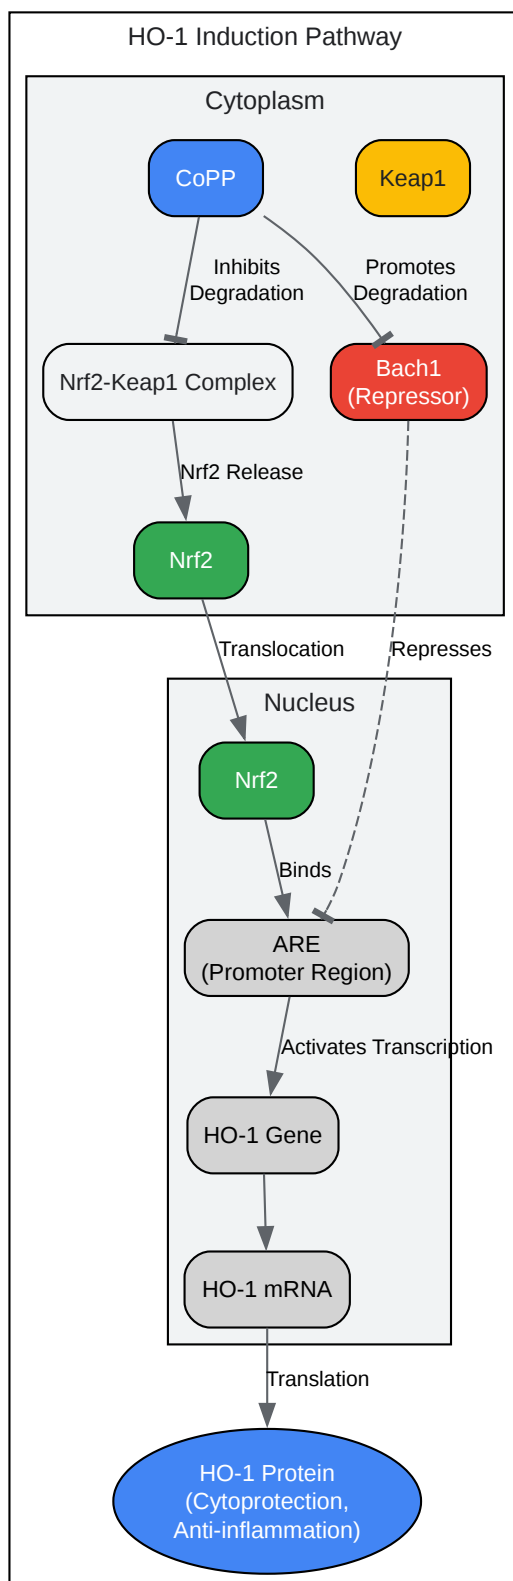 HO-1 Induction Pathway
Cytoplasm
CoPP
Keap1
Inhibits
Degradation
Promotes
Degradation
Nrf2-Keap1 Complex
Bach1
(Repressor)
Nrf2 Release
Nrf2
Translocation
Represses
Nucleus
Nrf2
Binds
ARE
(Promoter Region)
Activates Transcription
HO-1 Gene
HO-1 mRNA
Translation
HO-1 Protein
(Cytoprotection,
Anti-inflammation)